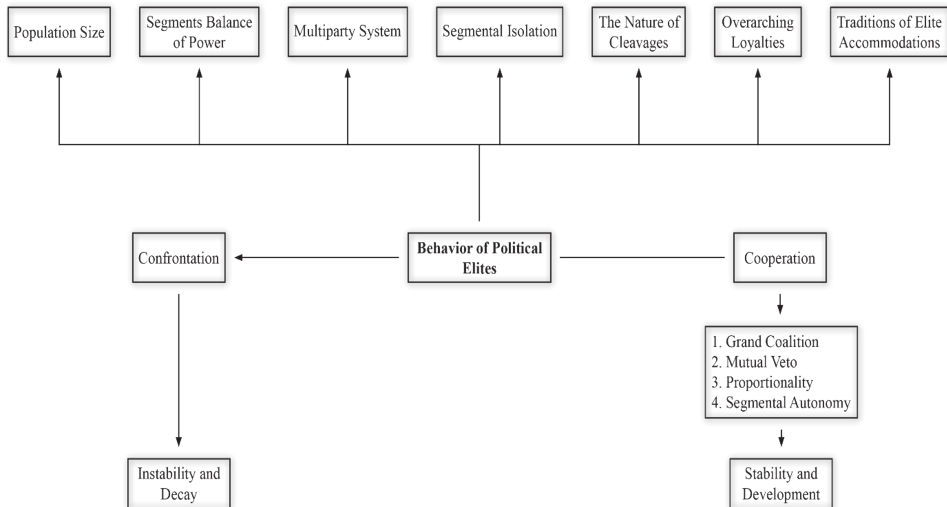 Population Size
Segments Balance
of Power
Multiparty System
Segmental Isolation
The Nature of
Cleavages
Overarching
Loyalties
Traditions of Elite
Accommodations
Confrontation
Behavior of Political
Elites
Cooperation
1. Grand Coalition
2. Mutual Veto
3. Proportionality
4. Segmental Autonomy
Instability and
Decay
Stability and
Development